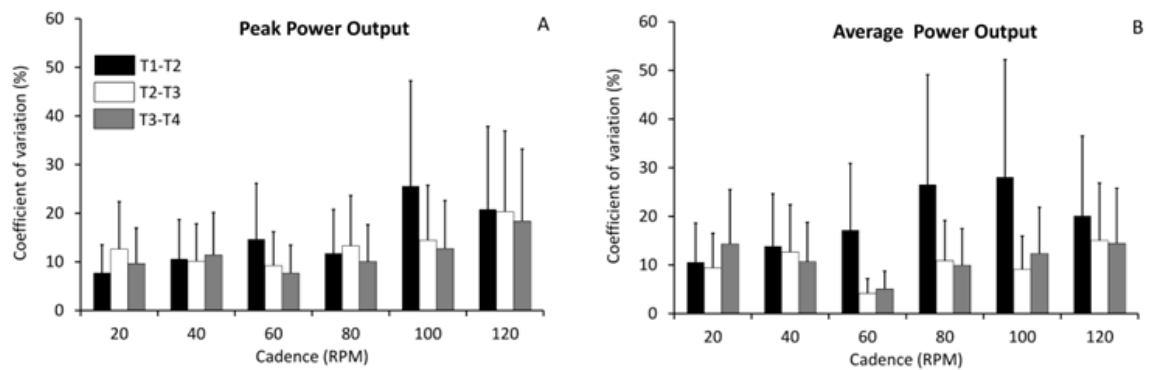 Peak Power Output
A
Coefficient of variation (%)
60
50
40
30
20
10
0
T1-T2
T2-T3
T3-T4
20 40 60 80 100 120
Cadence (RPM)
Average Power Output
B
Coefficient of variation (%)
60
50
40
30
20
10
0
20 40 60 80 100 120
Cadence (RPM)